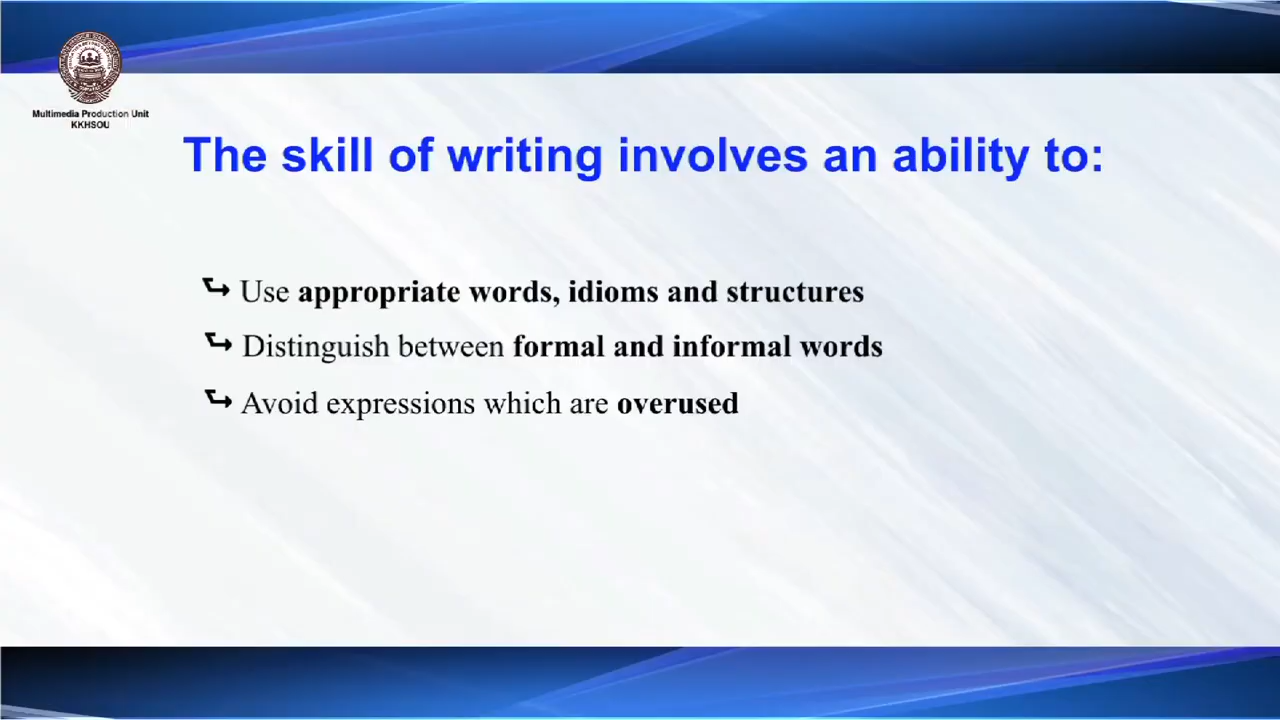 Multimedia Production Unit
KKHSOU
The skill of writing involves an ability to:
Use appropriate words, idioms and structures
Distinguish between formal and informal words
Avoid expressions which are overused